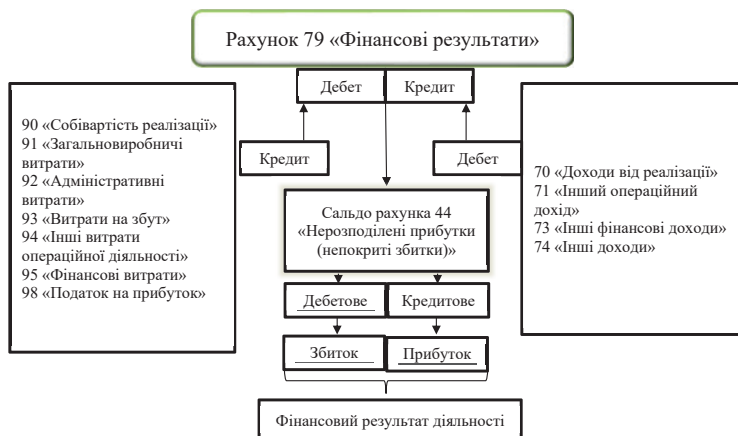 Рахунок 79 «Фінансові результати»
Дебет
Кредит
90 «Собівартість реалізації»
91 «Загальновиробничі
витрати»
92 «Адміністративні
витрати»
93 «Витрати на збут»
94 «Інші витрати
операційної діяльності»
95 «Фінансові витрати»
98 «Податок на прибуток»
Кредит
Дебет
70 «Доходи від реалізації»
71 «Інший операційний
дохід»
73 «Інші фінансові доходи»
74 «Інші доходи»
Сальдо рахунка 44
«Нерозподілені прибутки
(непокриті збитки)»
Дебетове
Кредитове
Збиток
Прибуток
Фінансовий результат діяльності